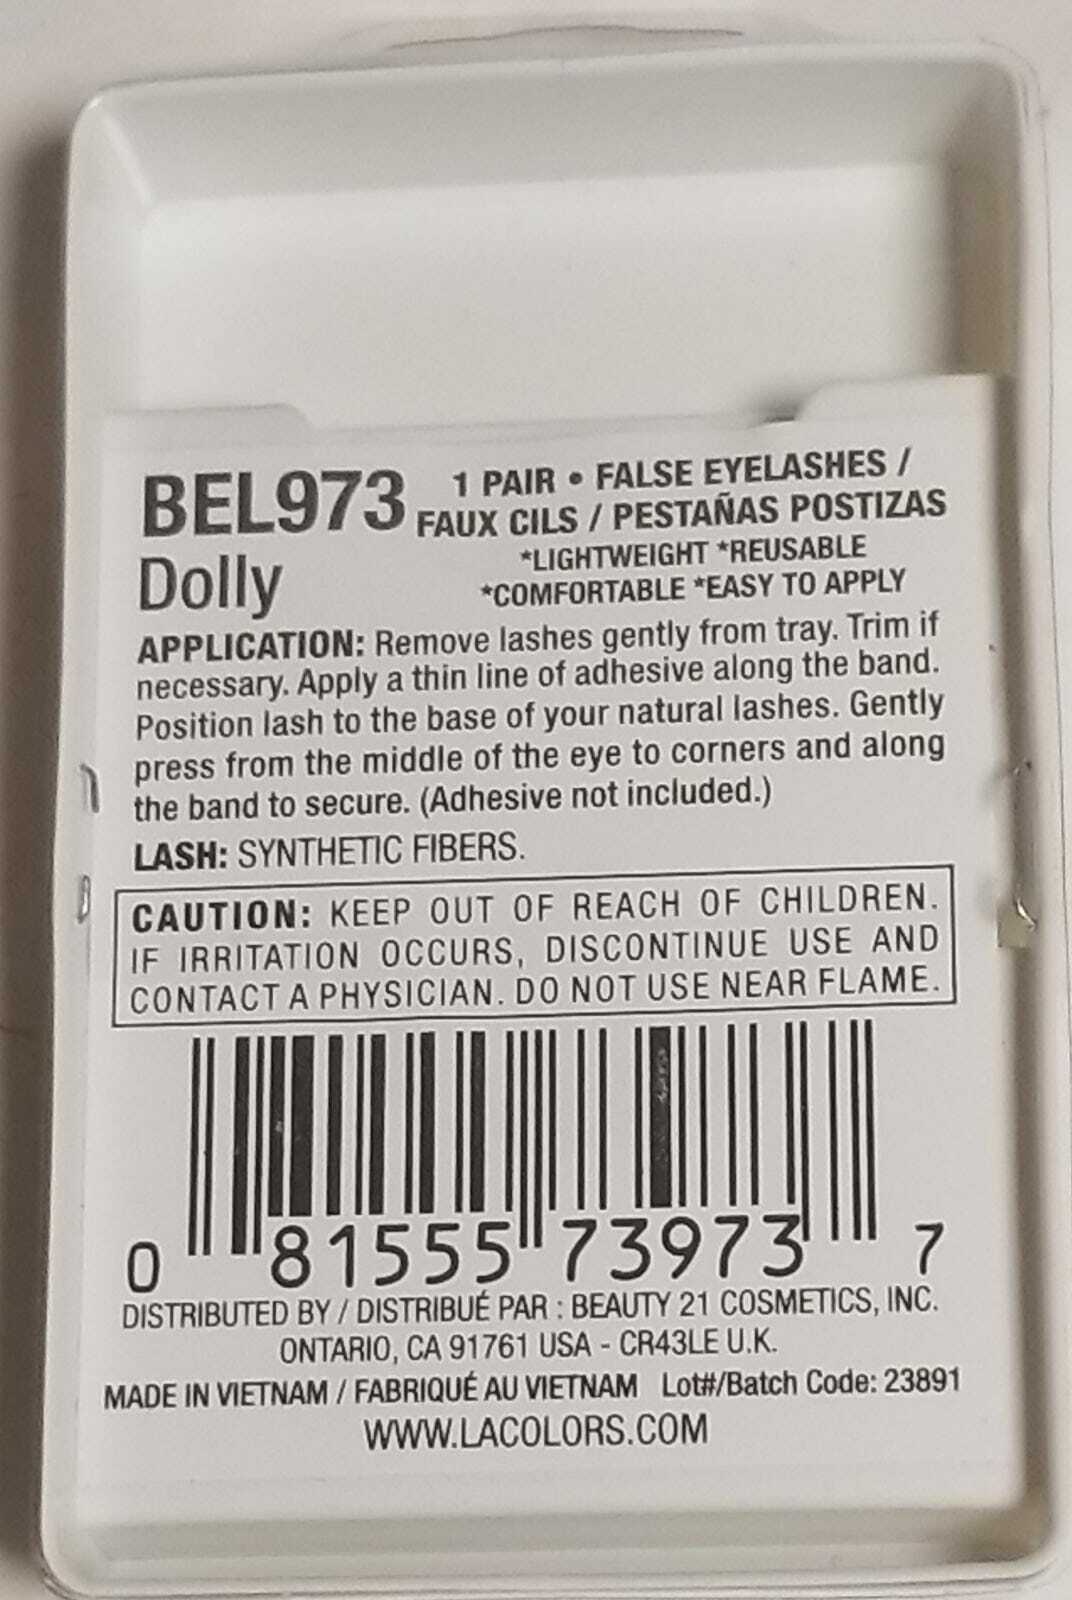 BEL973
Dolly
1 PAIR • FALSE EYELASHES /
FAUX CILS / PESTAÑAS POSTIZAS
*LIGHTWEIGHT *REUSABLE
*COMFORTABLE *EASY TO APPLY
APPLICATION: Remove lashes gently from tray. Trim if
necessary. Apply a thin line of adhesive along the band.
Position lash to the base of your natural lashes. Gently
press from the middle of the eye to corners and along
the band to secure. (Adhesive not included.)
LASH: SYNTHETIC FIBERS.
CAUTION: KEEP OUT OF REACH OF CHILDREN.
IF IRRITATION OCCURS, DISCONTINUE USE AND
CONTACT A PHYSICIAN. DO NOT USE NEAR FLAME.
0 81555 73973 7
DISTRIBUTED BY / DISTRIBUÉ PAR : BEAUTY 21 COSMETICS, INC.
ONTARIO, CA 91761 USA - CR43LE U.K.
MADE IN VIETNAM / FABRIQUÉ AU VIETNAM Lot#/Batch Code: 23891
WWW.LACOLORS.COM